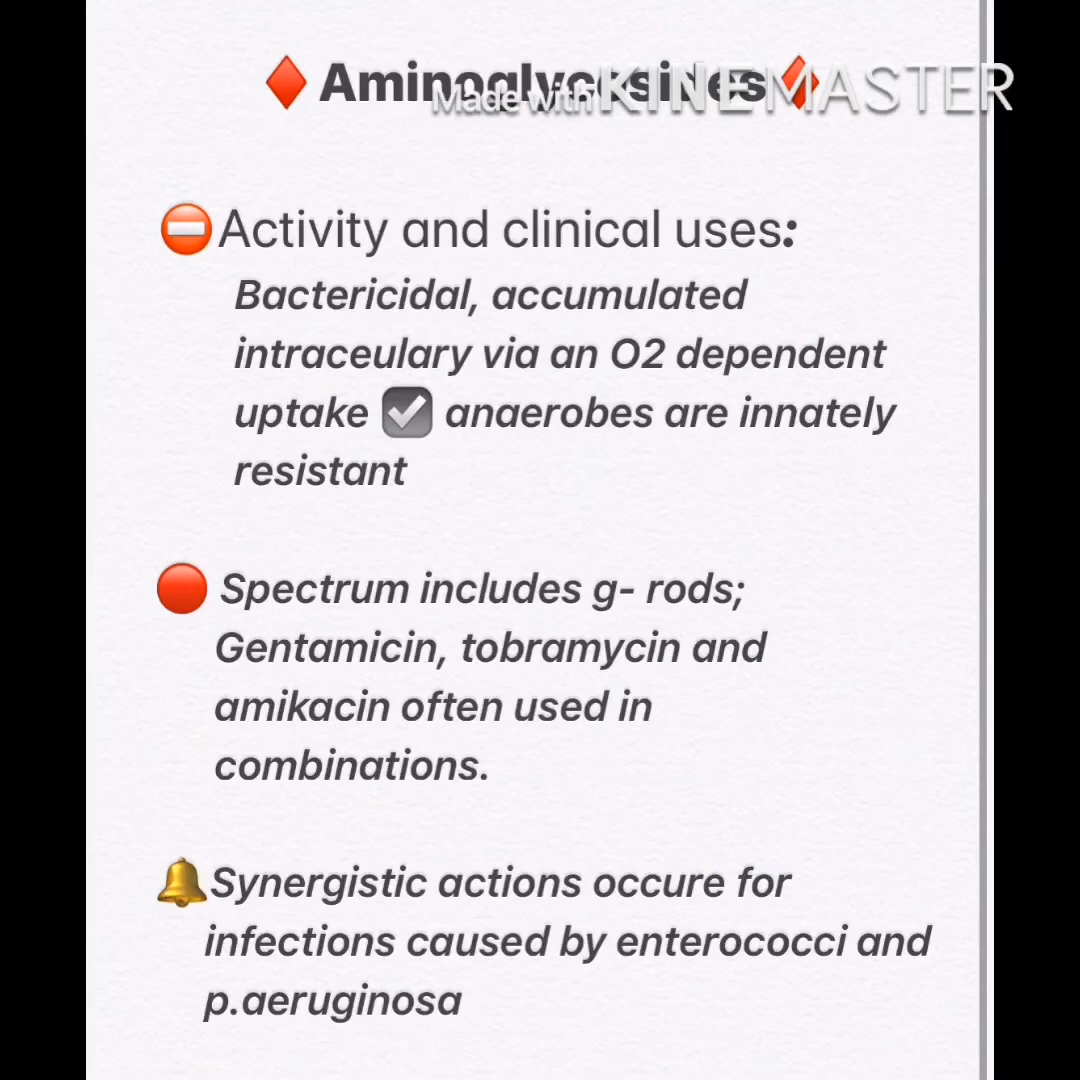 ♦️ Aminoglycosides ♦️
Made with KINEMASTER
⛔Activity and clinical uses:
Bactericidal, accumulated
intraceulary via an O2 dependent
uptake ☑️ anaerobes are innately
resistant
🔴 Spectrum includes g- rods;
Gentamicin, tobramycin and
amikacin often used in
combinations.
🔔Synergistic actions occure for
infections caused by enterococci and
p.aeruginosa